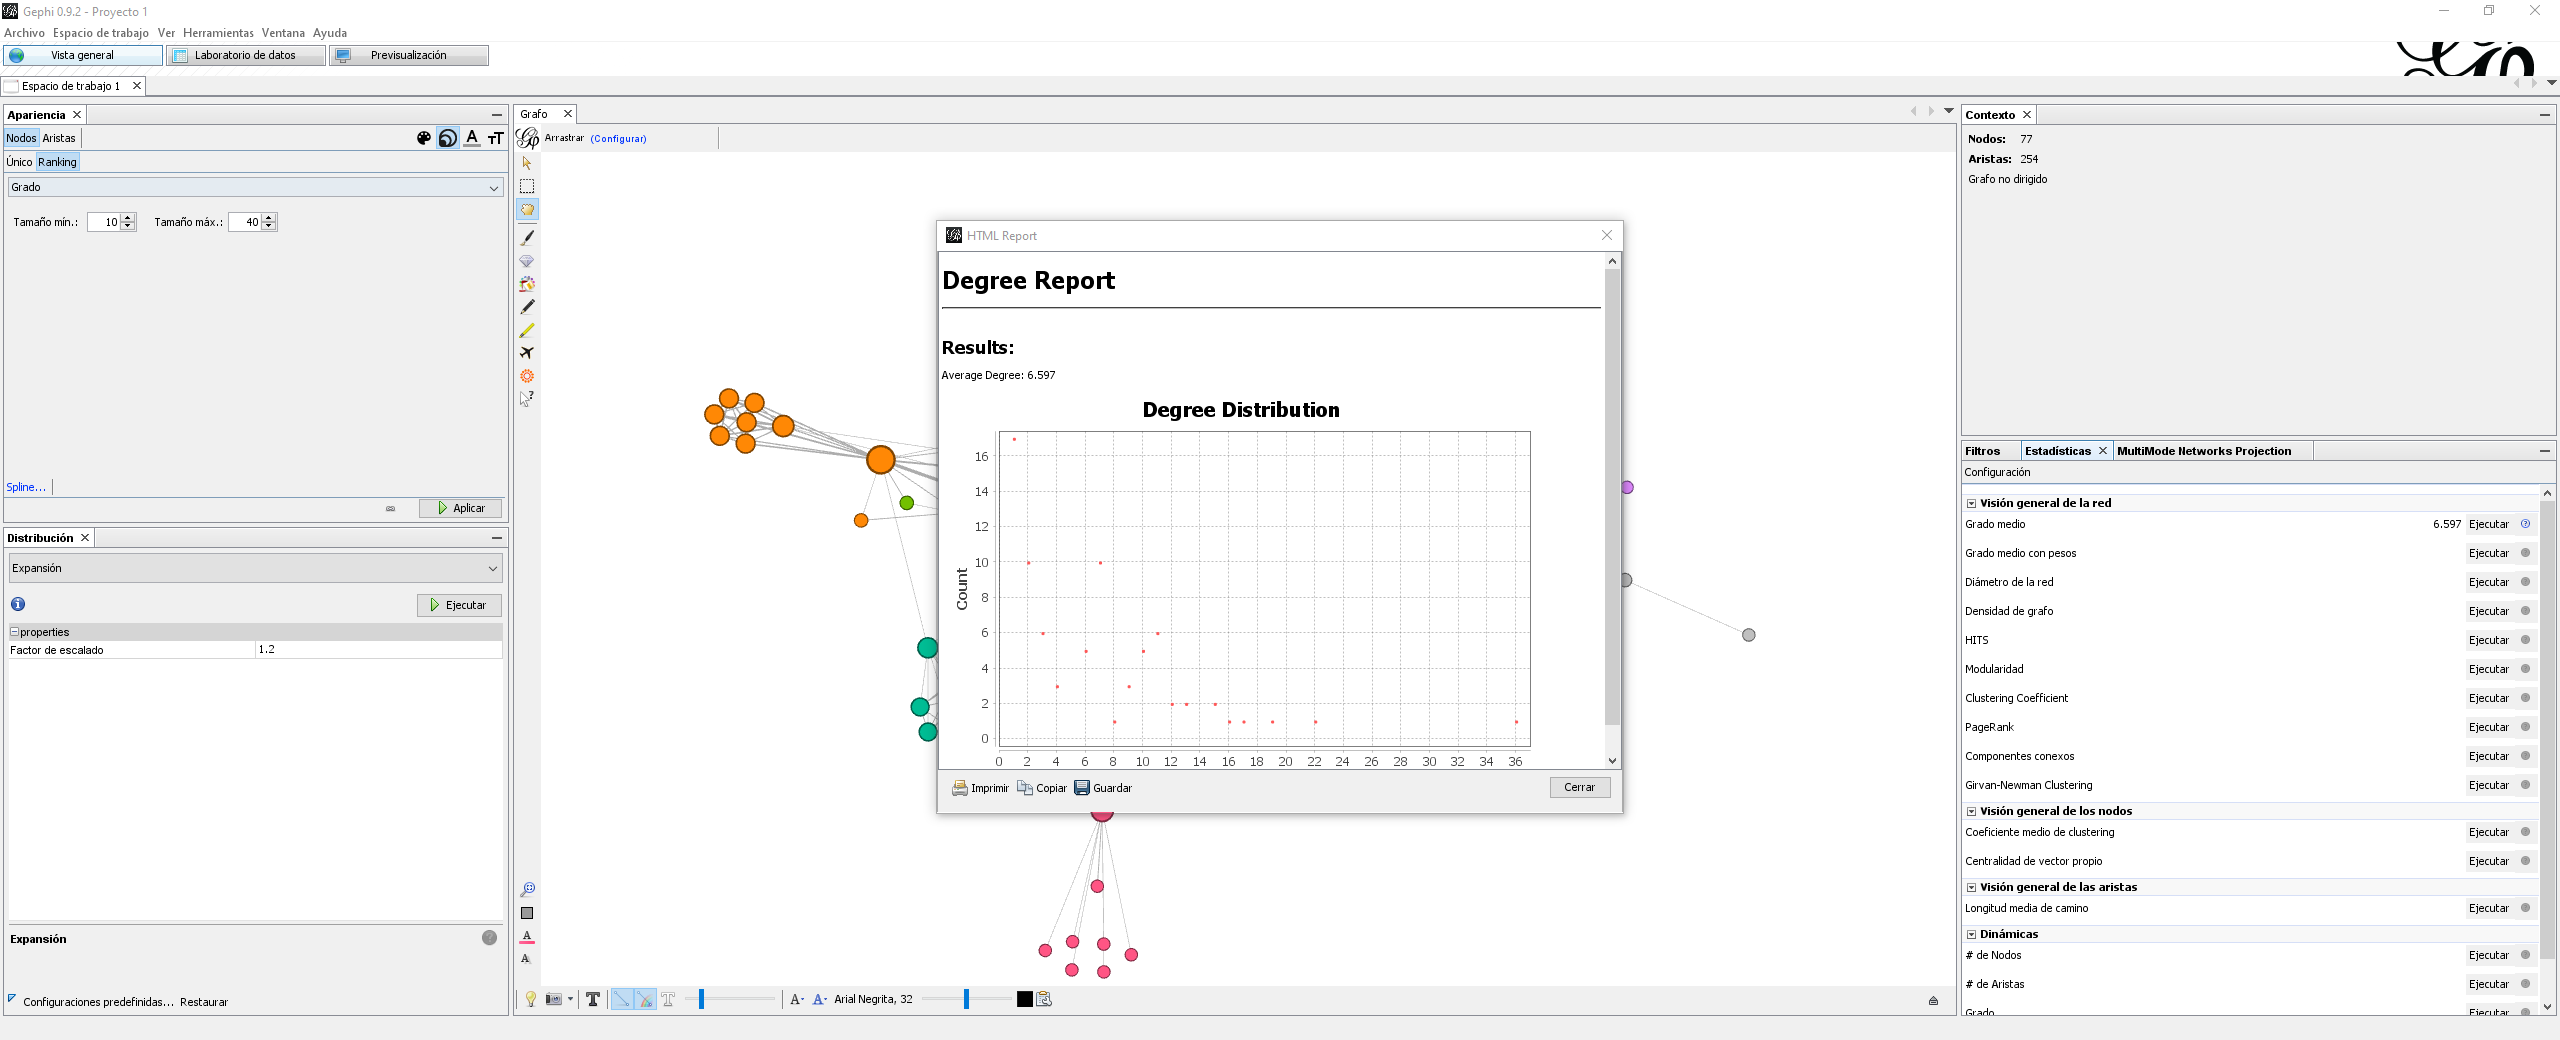 Gephi 0.9.2 - Proyecto 1
Archivo Espacio de trabajo Ver Herramientas Ventana Ayuda
Vista general Laboratorio de datos Previsualización
Espacio de trabajo 1
Apariencia
Nodos Aristas
Único Ranking
Grado
Tamaño mín.: 10 Tamaño máx.: 40
Spline...
Aplicar
Distribución
Expansión
Ejecutar
properties
Factor de escalado 1.2
Expansión
Configuraciones predefinidas... Restaurar
Grafo
Arrastrar (Configurar)
HTML Report
Degree Report
Results:
Average Degree: 6.597
Degree Distribution
Count
16
14
12
10
8
6
4
2
0
0 2 4 6 8 10 12 14 16 18 20 22 24 26 28 30 32 34 36
Imprimir Copiar Guardar Cerrar
Arial Negrita, 32
Contexto
Nodos: 77
Aristas: 254
Grafo no dirigido
Filtros Estadísticas MultiMode Networks Projection
Configuración
Visión general de la red
Grado medio 6.597 Ejecutar
Grado medio con pesos Ejecutar
Diámetro de la red Ejecutar
Densidad de grafo Ejecutar
HITS Ejecutar
Modularidad Ejecutar
Clustering Coefficient Ejecutar
PageRank Ejecutar
Componentes conexos Ejecutar
Girvan-Newman Clustering Ejecutar
Visión general de los nodos
Coeficiente medio de clustering Ejecutar
Centralidad de vector propio Ejecutar
Visión general de las aristas
Longitud media de camino Ejecutar
Dinámicas
# de Nodos Ejecutar
# de Aristas Ejecutar
Grado Ejecutar